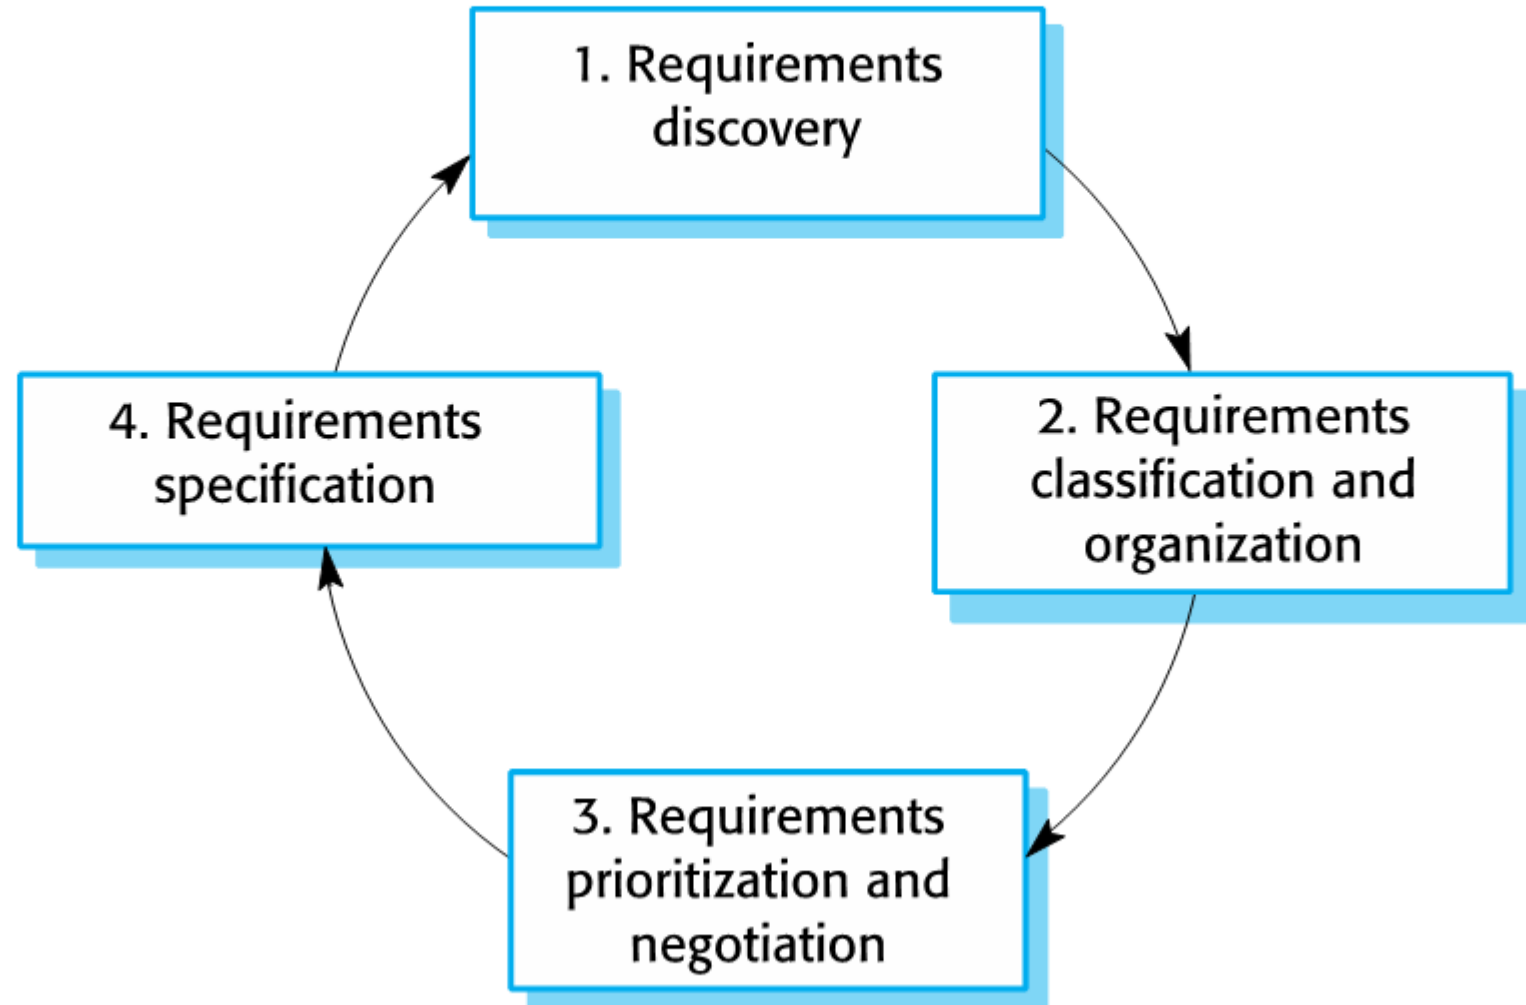 1. Requirements
discovery
2. Requirements
classification and
organization
3. Requirements
prioritization and
negotiation
4. Requirements
specification